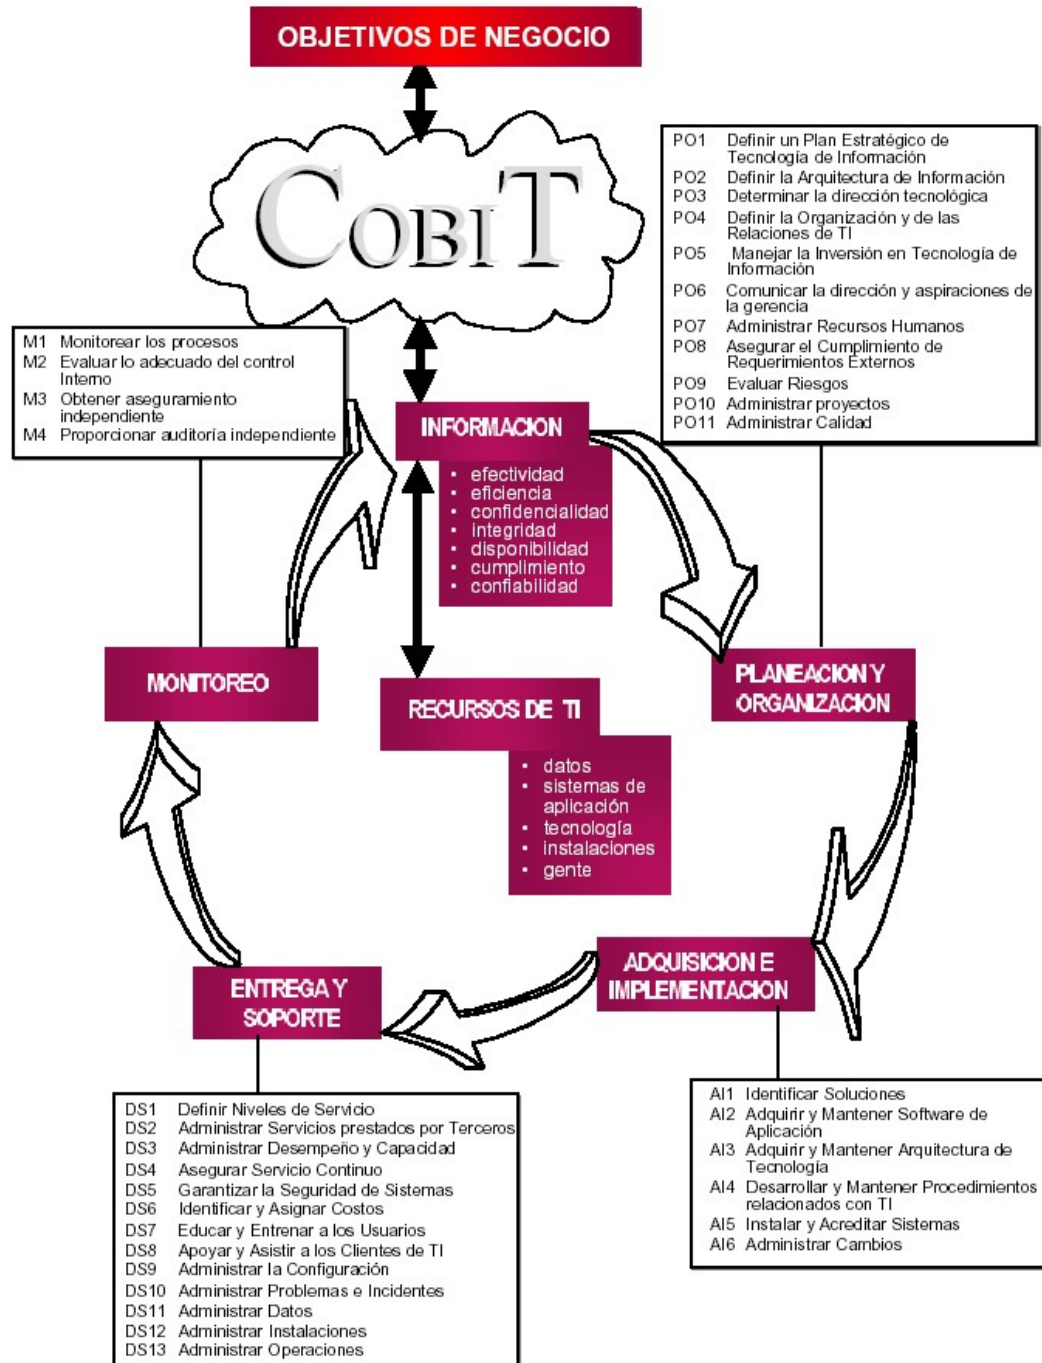 OBJETIVOS DE NEGOCIO
COBIT
PO1 Definir un Plan Estratégico de
Tecnología de Información
PO2 Definir la Arquitectura de Información
PO3 Determinar la dirección tecnológica
PO4 Definir la Organización y de las
Relaciones de TI
PO5 Manejar la Inversión en Tecnología de
Información
PO6 Comunicar la dirección y aspiraciones de
la gerencia
PO7 Administrar Recursos Humanos
PO8 Asegurar el Cumplimiento de
Requerimientos Externos
PO9 Evaluar Riesgos
PO10 Administrar proyectos
PO11 Administrar Calidad
M1 Monitorear los procesos
M2 Evaluar lo adecuado del control
Interno
M3 Obtener aseguramiento
independiente
M4 Proporcionar auditoría independiente
INFORMACION
• efectividad
• eficiencia
• confidencialidad
• integridad
• disponibilidad
• cumplimiento
• confiabilidad
MONITOREO
PLANEACION Y
ORGANIZACION
RECURSOS DE TI
• datos
• sistemas de
aplicación
• tecnología
• instalaciones
• gente
ADQUISICION E
IMPLEMENTACION
ENTREGA Y
SOPORTE
DS1 Definir Niveles de Servicio
DS2 Administrar Servicios prestados por Terceros
DS3 Administrar Desempeño y Capacidad
DS4 Asegurar Servicio Continuo
DS5 Garantizar la Seguridad de Sistemas
DS6 Identificar y Asignar Costos
DS7 Educar y Entrenar a los Usuarios
DS8 Apoyar y Asistir a los Clientes de TI
DS9 Administrar la Configuración
DS10 Administrar Problemas e Incidentes
DS11 Administrar Datos
DS12 Administrar Instalaciones
DS13 Administrar Operaciones
AI1 Identificar Soluciones
AI2 Adquirir y Mantener Software de
Aplicación
AI3 Adquirir y Mantener Arquitectura de
Tecnología
AI4 Desarrollar y Mantener Procedimientos
relacionados con TI
AI5 Instalar y Acreditar Sistemas
AI6 Administrar Cambios